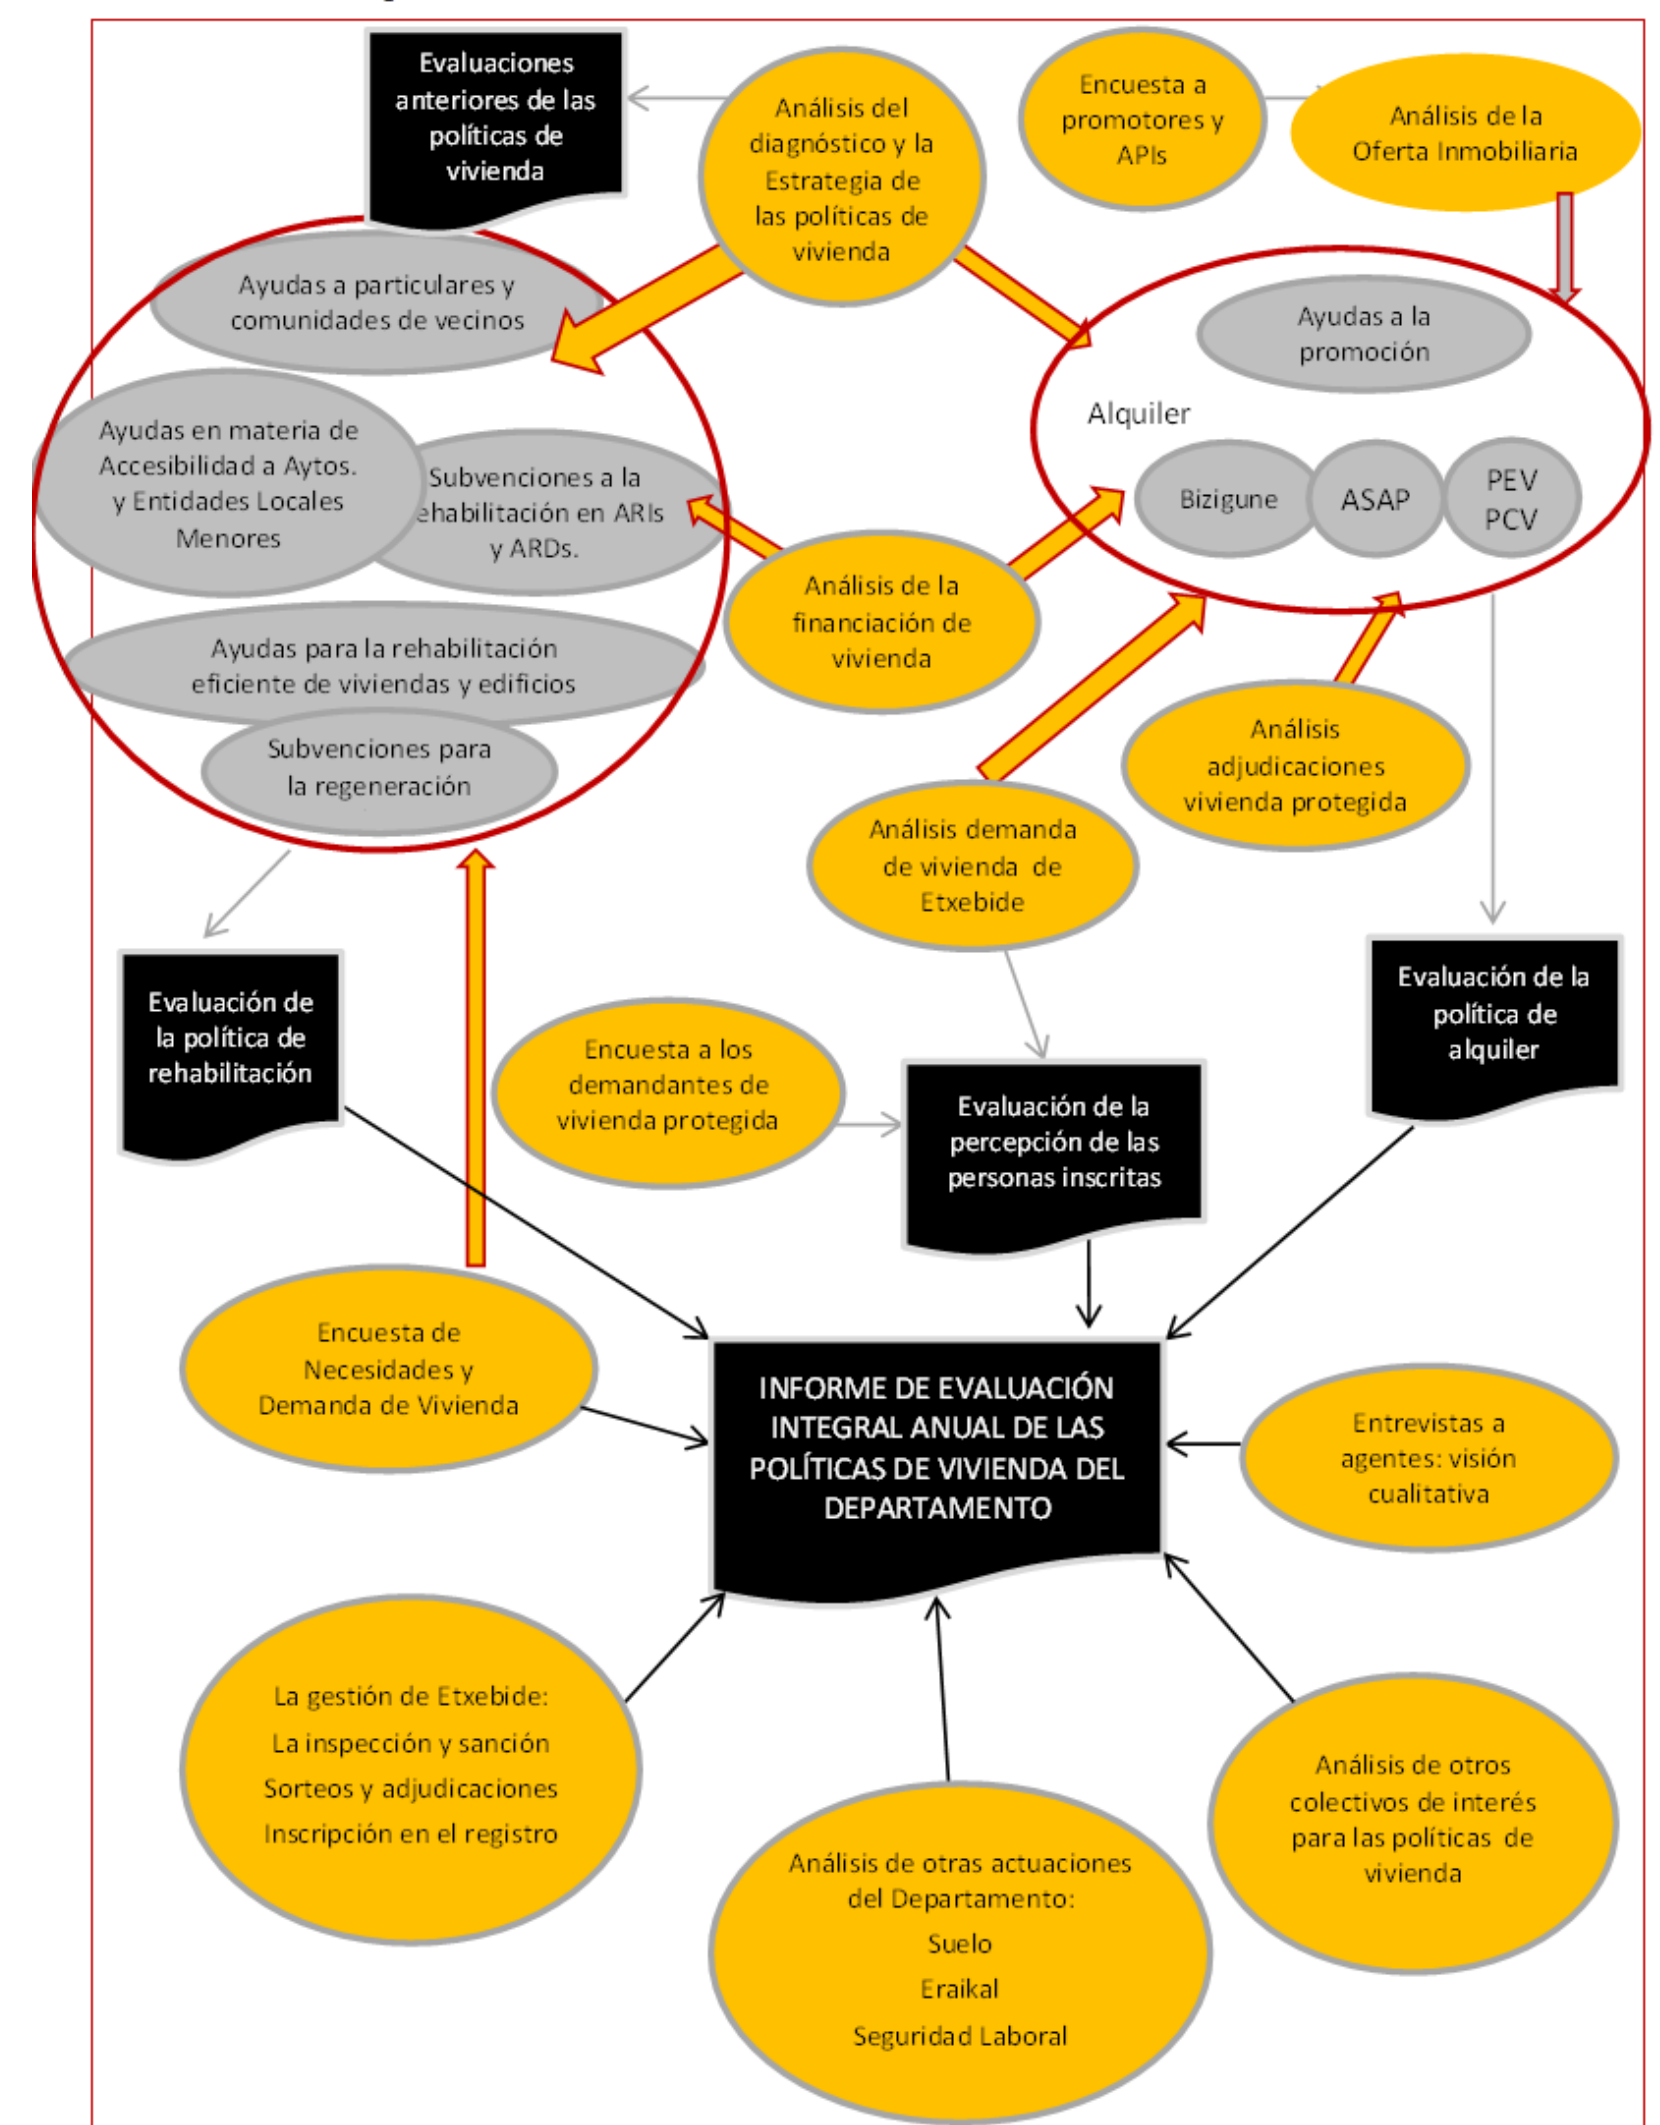 Evaluaciones
anteriores de las
políticas de
vivienda
Análisis del
diagnóstico y la
Estrategia de
las políticas de
vivienda
Encuesta a
promotores y
APIs
Análisis de la
Oferta Inmobiliaria
Ayudas a particulares y
comunidades de vecinos
Ayudas en materia de
Accesibilidad a Aytos.
y Entidades Locales
Menores
Subvenciones a la
ehabilitación en ARIs
y ARDs.
Ayudas para la rehabilitación
eficiente de viviendas y edificios
Subvenciones para
la regeneración
Ayudas a la
promoción
Alquiler
Bizigune
ASAP
PEV
PCV
Análisis de la
financiación de
vivienda
Análisis
adjudicaciones
vivienda protegida
Análisis demanda
de vivienda de
Etxebide
Evaluación de
la política de
rehabilitación
Encuesta a los
demandantes de
vivienda protegida
Evaluación de la
percepción de las
personas inscritas
Evaluación de la
política de
alquiler
Encuesta de
Necesidades y
Demanda de Vivienda
INFORME DE EVALUACIÓN
INTEGRAL ANUAL DE LAS
POLÍTICAS DE VIVIENDA DEL
DEPARTAMENTO
Entrevistas a
agentes: visión
cualitativa
La gestión de Etxebide:
La inspección y sanción
Sorteos y adjudicaciones
Inscripción en el registro
Análisis de otras actuaciones
del Departamento:
Suelo
Eraikal
Seguridad Laboral
Análisis de otros
colectivos de interés
para las políticas de
vivienda